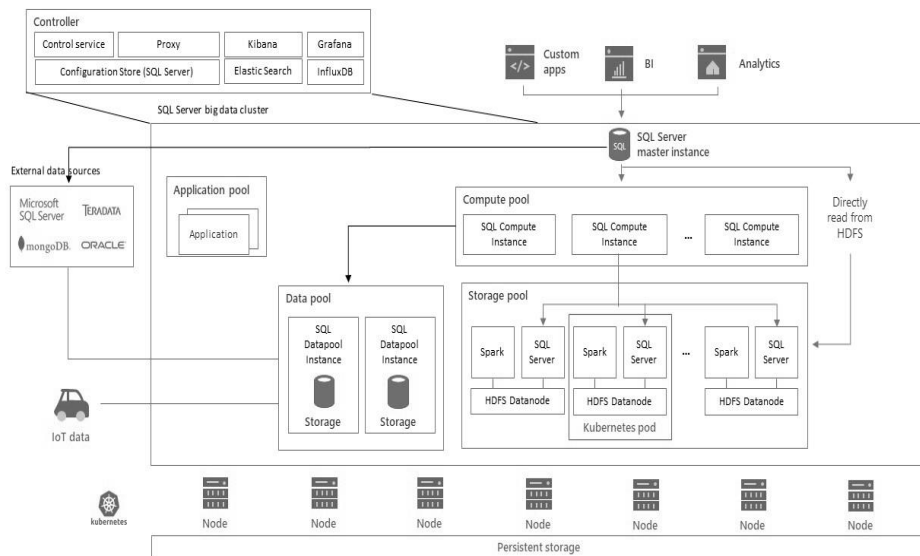 Controller
Control service
Proxy
Kibana
Grafana
Configuration Store (SQL Server)
Elastic Search
InfluxDB
Custom
apps
BI
Analytics
SQL Server big data cluster
SQL
SQL Server
master instance
External data sources
Microsoft
SQL Server
TERADATA
mongoDB
ORACLE
Application pool
Application
Compute pool
SQL Compute
Instance
SQL Compute
Instance
...
SQL Compute
Instance
Directly
read from
HDFS
Data pool
SQL
Datapool
Instance
Storage
SQL
Datapool
Instance
Storage
Storage pool
Spark
SQL
Server
HDFS Datanode
Spark
SQL
Server
HDFS Datanode
Kubernetes pod
...
Spark
SQL
Server
HDFS Datanode
IoT data
kubernetes
Node
Node
Node
Node
Node
Node
Node
Persistent storage